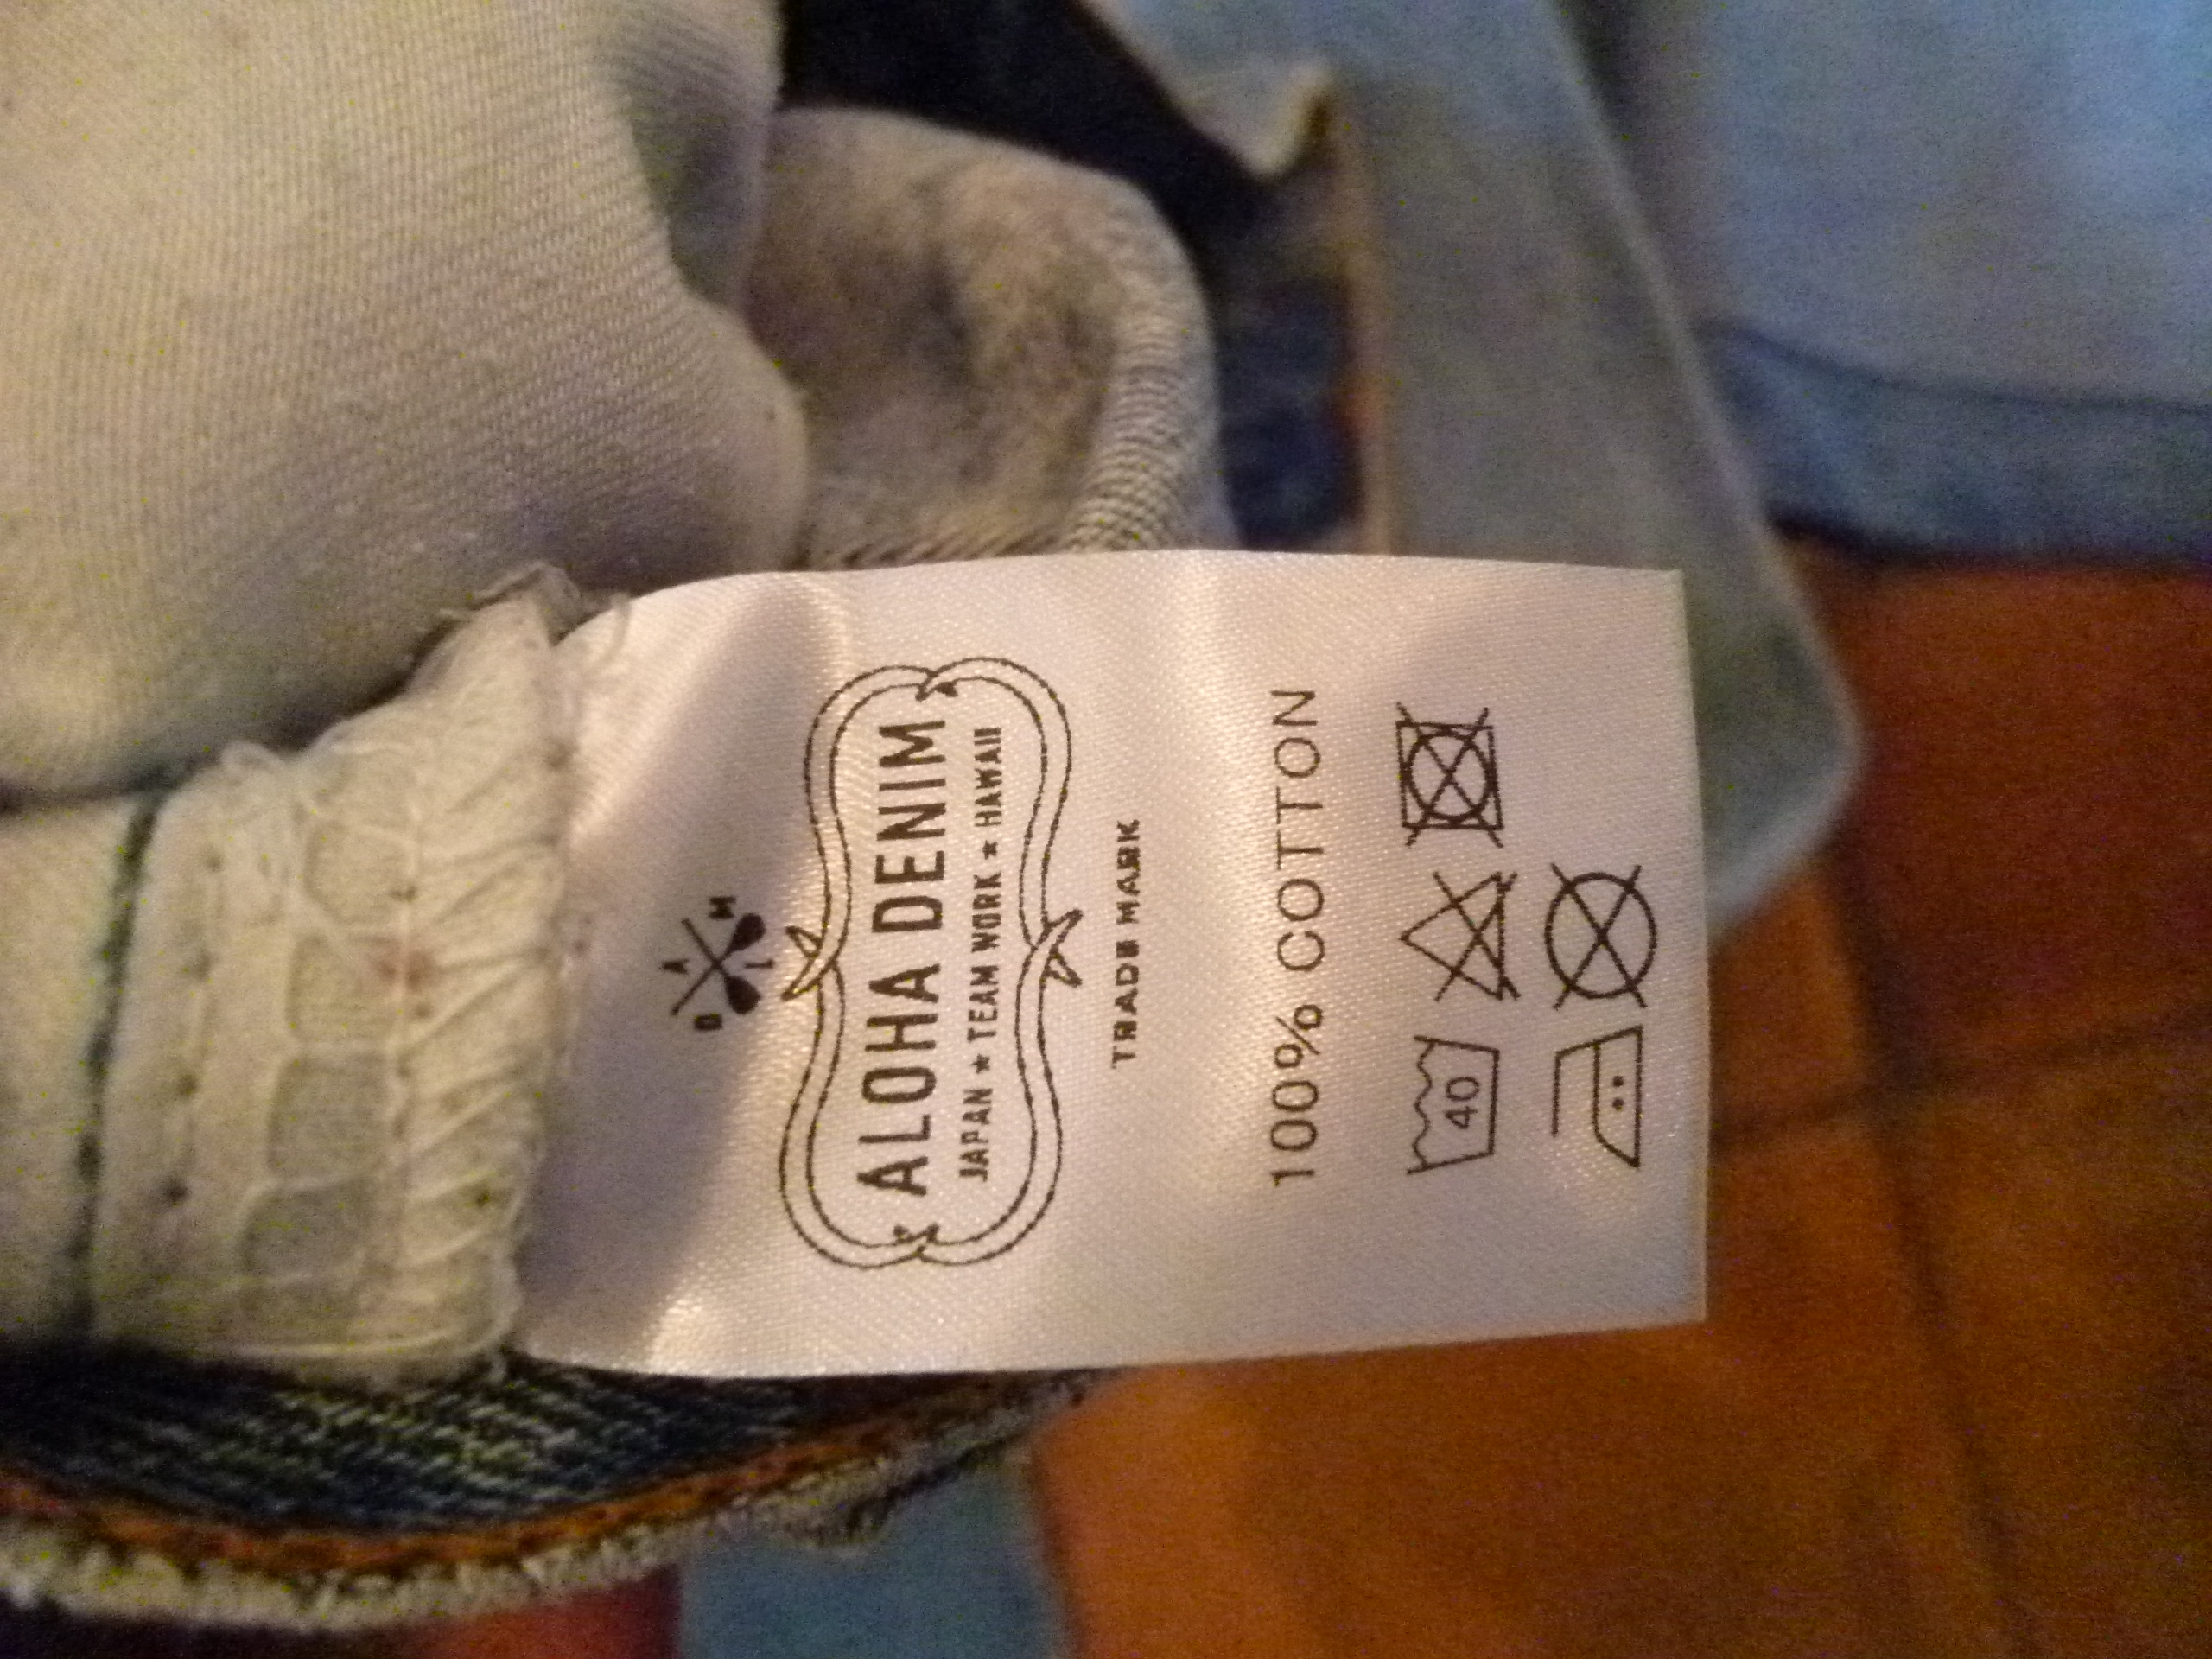 A
D M
L
ALOHA DENIM
JAPAN ★ TEAM WORK ★ HAWAII
TRADE MARK
100% COTTON
40